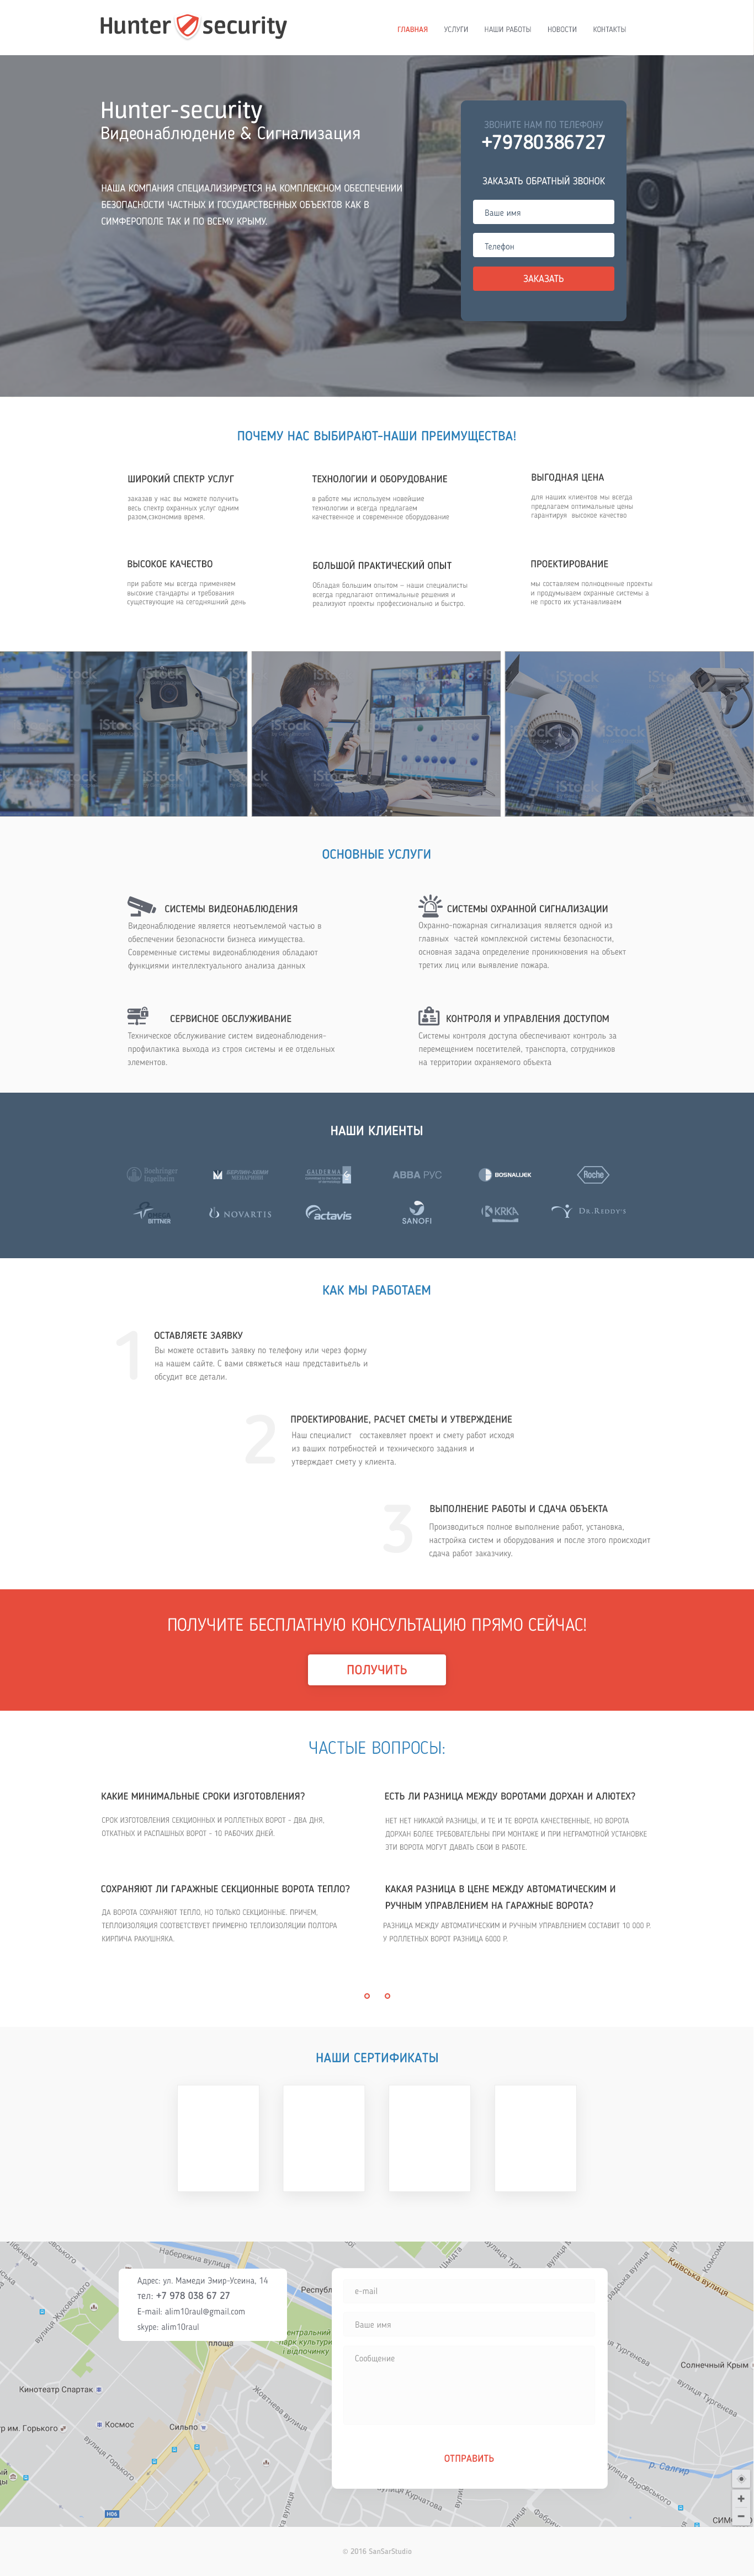 Hunter security
ГЛАВНАЯ УСЛУГИ НАШИ РАБОТЫ НОВОСТИ КОНТАКТЫ
Hunter-security
Видеонаблюдение & Сигнализация
НАША КОМПАНИЯ СПЕЦИАЛИЗИРУЕТСЯ НА КОМПЛЕКСНОМ ОБЕСПЕЧЕНИИ
БЕЗОПАСНОСТИ ЧАСТНЫХ И ГОСУДАРСТВЕННЫХ ОБЪЕКТОВ КАК В
СИМФЕРОПОЛЕ ТАК И ПО ВСЕМУ КРЫМУ.
ЗВОНИТЕ НАМ ПО ТЕЛЕФОНУ
+79780386727
ЗАКАЗАТЬ ОБРАТНЫЙ ЗВОНОК
Ваше имя
Телефон
ЗАКАЗАТЬ
ПОЧЕМУ НАС ВЫБИРАЮТ-НАШИ ПРЕИМУЩЕСТВА!
ШИРОКИЙ СПЕКТР УСЛУГ
заказав у нас вы можете получить
весь спектр охранных услуг одним
разом,сэкономив время.
ТЕХНОЛОГИИ И ОБОРУДОВАНИЕ
в работе мы используем новейшие
технологии и всегда предлагаем
качественное и современное оборудование
ВЫГОДНАЯ ЦЕНА
для наших клиентов мы всегда
предлагаем оптимальные цены
гарантируя высокое качество
ВЫСОКОЕ КАЧЕСТВО
при работе мы всегда применяем
высокие стандарты и требования
существующие на сегодняшний день
БОЛЬШОЙ ПРАКТИЧЕСКИЙ ОПЫТ
Обладая большим опытом – наши специалисты
всегда предлагают оптимальные решения и
реализуют проекты профессионально и быстро.
ПРОЕКТИРОВАНИЕ
мы составляем полноценные проекты
и продумываем охранные системы а
не просто их устанавливаем
iStock iStock iStock
ОСНОВНЫЕ УСЛУГИ
СИСТЕМЫ ВИДЕОНАБЛЮДЕНИЯ
Видеонаблюдение является неотъемлемой частью в
обеспечении безопасности бизнеса имущества.
Современные системы видеонаблюдения обладают
функциями интеллектуального анализа данных
СИСТЕМЫ ОХРАННОЙ СИГНАЛИЗАЦИИ
Охранно-пожарная сигнализация является одной из
главных частей комплексной системы безопасности,
основная задача определение проникновения на объект
третих лиц или выявление пожара.
СЕРВИСНОЕ ОБСЛУЖИВАНИЕ
Техническое обслуживание систем видеонаблюдения-
профилактика выхода из строя системы и ее отдельных
элементов.
КОНТРОЛЯ И УПРАВЛЕНИЯ ДОСТУПОМ
Системы контроля доступа обеспечивают контроль за
перемещением посетителей, транспорта, сотрудников
на территории охраняемого объекта
НАШИ КЛИЕНТЫ
Boehringer Ingelheim
БЕРЛИН-ХЕМИ МЕНАРИНИ
GALDERMA
АВВА РУС
BOSNALIJEK
Roche
OMEGA BITTNER
NOVARTIS
actavis
SANOFI
KRKA
DR.REDDY'S
КАК МЫ РАБОТАЕМ
1
ОСТАВЛЯЕТЕ ЗАЯВКУ
Вы можете оставить заявку по телефону или через форму
на нашем сайте. С вами свяжеться наш представитьель и
обсудит все детали.
2
ПРОЕКТИРОВАНИЕ, РАСЧЕТ СМЕТЫ И УТВЕРЖДЕНИЕ
Наш специалист состакевляет проект и смету работ исходя
из ваших потребностей и технического задания и
утверждает смету у клиента.
3
ВЫПОЛНЕНИЕ РАБОТЫ И СДАЧА ОБЪЕКТА
Производиться полное выполнение работ, установка,
настройка систем и оборудования и после этого происходит
сдача работ заказчику.
ПОЛУЧИТЕ БЕСПЛАТНУЮ КОНСУЛЬТАЦИЮ ПРЯМО СЕЙЧАС!
ПОЛУЧИТЬ
ЧАСТЫЕ ВОПРОСЫ:
КАКИЕ МИНИМАЛЬНЫЕ СРОКИ ИЗГОТОВЛЕНИЯ?
СРОК ИЗГОТОВЛЕНИЯ СЕКЦИОННЫХ И РОЛЛЕТНЫХ ВОРОТ - ДВА ДНЯ,
ОТКАТНЫХ И РАСПАШНЫХ ВОРОТ - 10 РАБОЧИХ ДНЕЙ.
ЕСТЬ ЛИ РАЗНИЦА МЕЖДУ ВОРОТАМИ ДОРХАН И АЛЮТЕХ?
НЕТ НЕТ НИКАКОЙ РАЗНИЦЫ, И ТЕ И ТЕ ВОРОТА КАЧЕСТВЕННЫЕ, НО ВОРОТА
ДОРХАН БОЛЕЕ ТРЕБОВАТЕЛЬНЫ ПРИ МОНТАЖЕ И ПРИ НЕГРАМОТНОЙ УСТАНОВКЕ
ЭТИ ВОРОТА МОГУТ ДАВАТЬ СБОИ В РАБОТЕ.
СОХРАНЯЮТ ЛИ ГАРАЖНЫЕ СЕКЦИОННЫЕ ВОРОТА ТЕПЛО?
ДА ВОРОТА СОХРАНЯЮТ ТЕПЛО, НО ТОЛЬКО СЕКЦИОННЫЕ. ПРИЧЕМ,
ТЕПЛОИЗОЛЯЦИЯ СООТВЕТСТВУЕТ ПРИМЕРНО ТЕПЛОИЗОЛЯЦИИ ПОЛТОРА
КИРПИЧА РАКУШНЯКА.
КАКАЯ РАЗНИЦА В ЦЕНЕ МЕЖДУ АВТОМАТИЧЕСКИМ И
РУЧНЫМ УПРАВЛЕНИЕМ НА ГАРАЖНЫЕ ВОРОТА?
РАЗНИЦА МЕЖДУ АВТОМАТИЧЕСКИМ И РУЧНЫМ УПРАВЛЕНИЕМ СОСТАВИТ 10 000 Р.
У РОЛЛЕТНЫХ ВОРОТ РАЗНИЦА 6000 Р.
НАШИ СЕРТИФИКАТЫ
Адрес: ул. Мамеди Эмир-Усеина, 14
тел: +7 978 038 67 27
E-mail: alim10raul@gmail.com
skype: alim10raul
e-mail
Ваше имя
Сообщение
ОТПРАВИТЬ
Набережна вулиця
Київська вулиця
вулиця Жуковського
площа
парк культури
і відпочинку
Кинотеатр Спартак
Космос
Сильпо
вулиця Горького
Жовтнева вулиця
Солнечный Крым
вулиця Тургенєва
р. Салгир
вулиця Воровського
вулиця Курчатова
H06
© 2016 SanSarStudio